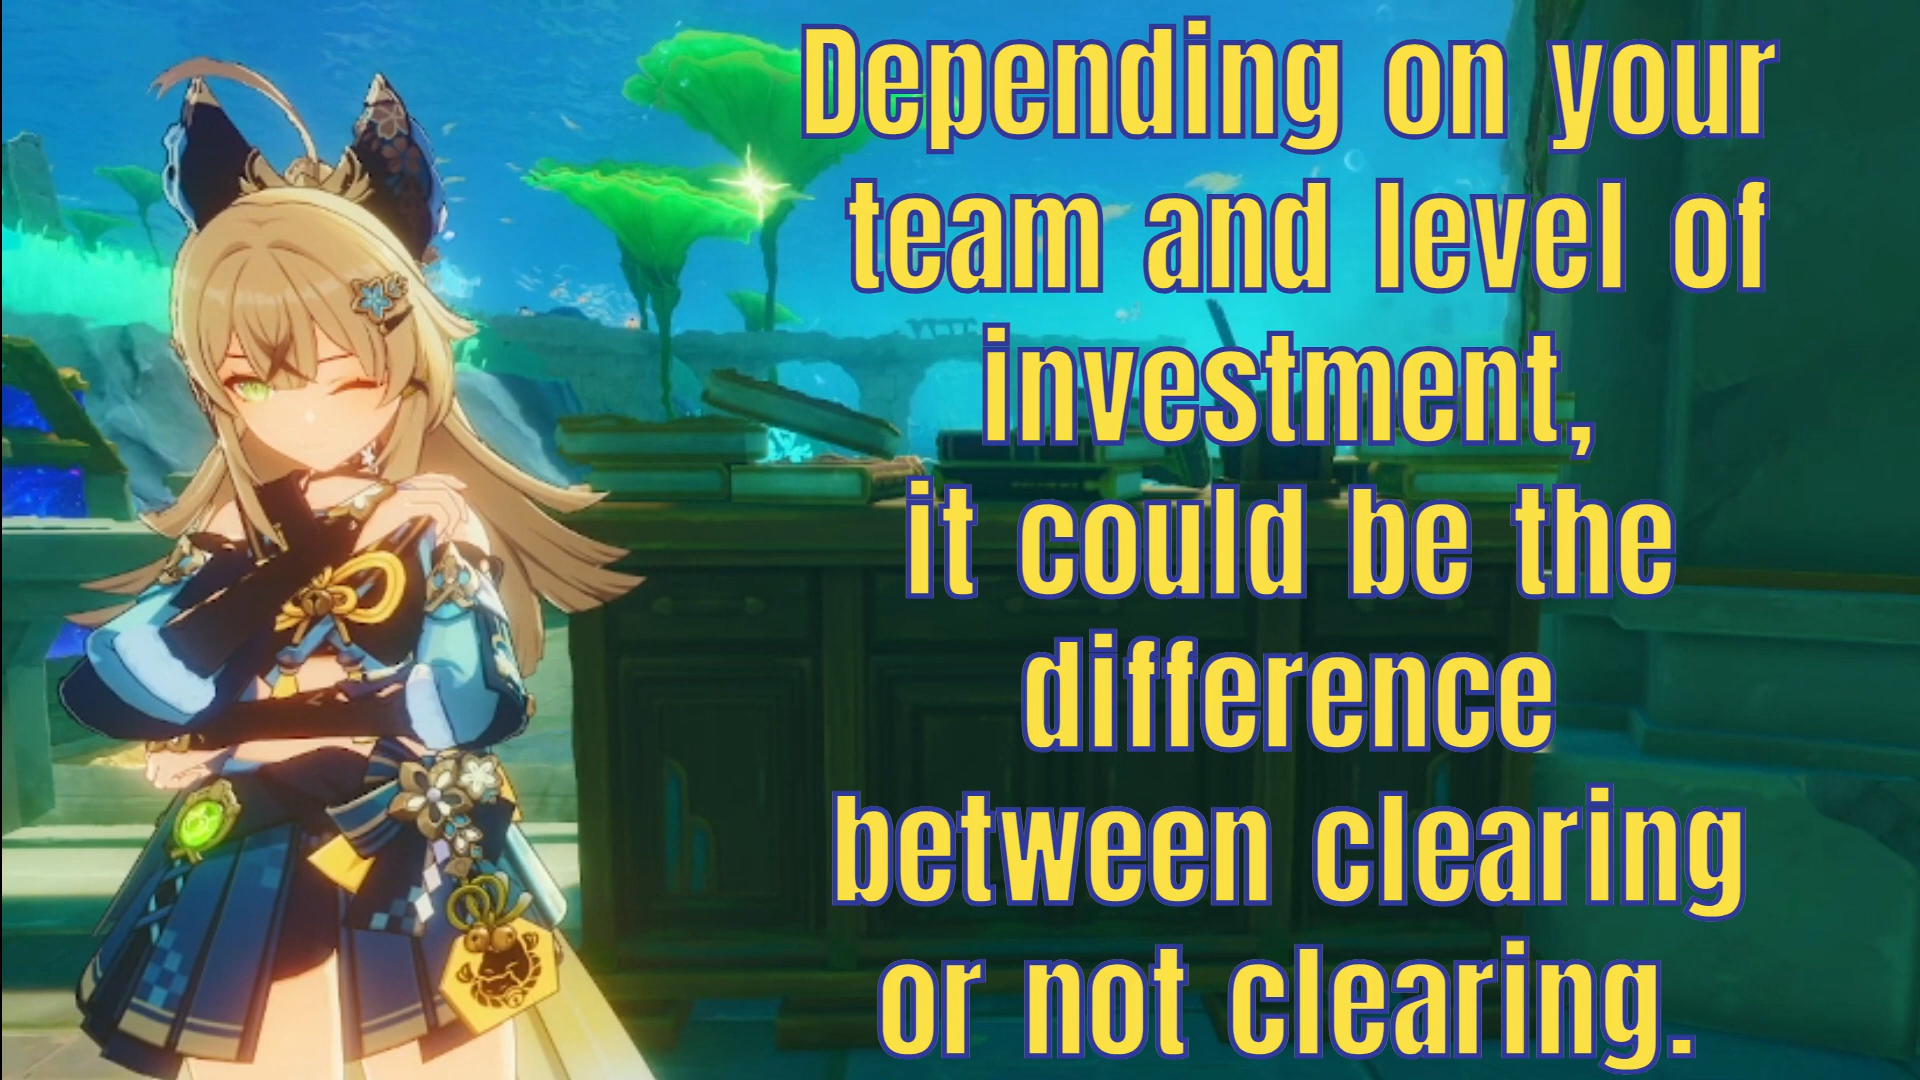 Depending on your
team and level of
investment,
it could be the
difference
between clearing
or not clearing.